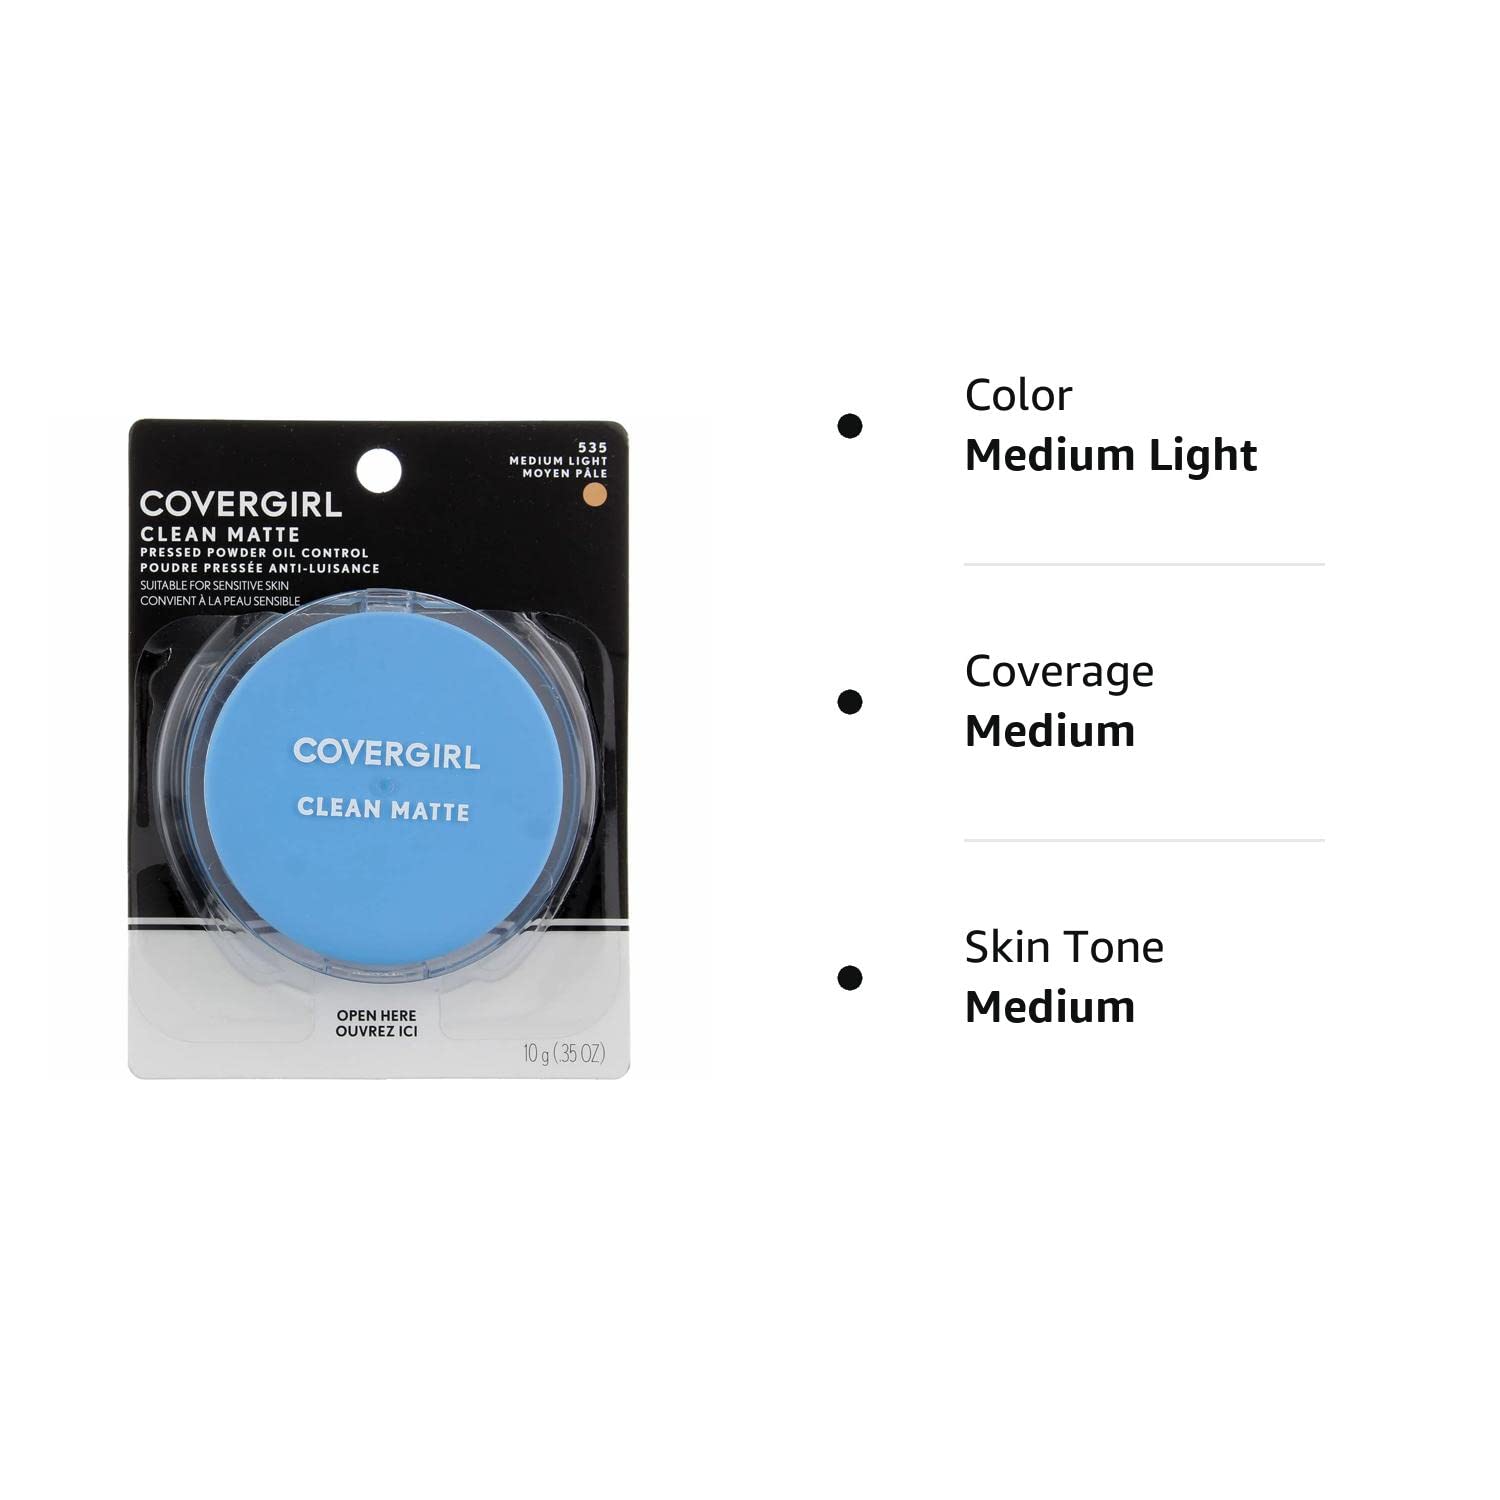 535
MEDIUM LIGHT
MOYEN PÂLE
COVERGIRL
CLEAN MATTE
PRESSED POWDER OIL CONTROL
POUDRE PRESSÉE ANTI-LUISANCE
SUITABLE FOR SENSITIVE SKIN
CONVIENT À LA PEAU SENSIBLE
COVERGIRL
CLEAN MATTE
OPEN HERE
OUVREZ ICI
10 g (.35 OZ)
Color
Medium Light
Coverage
Medium
Skin Tone
Medium